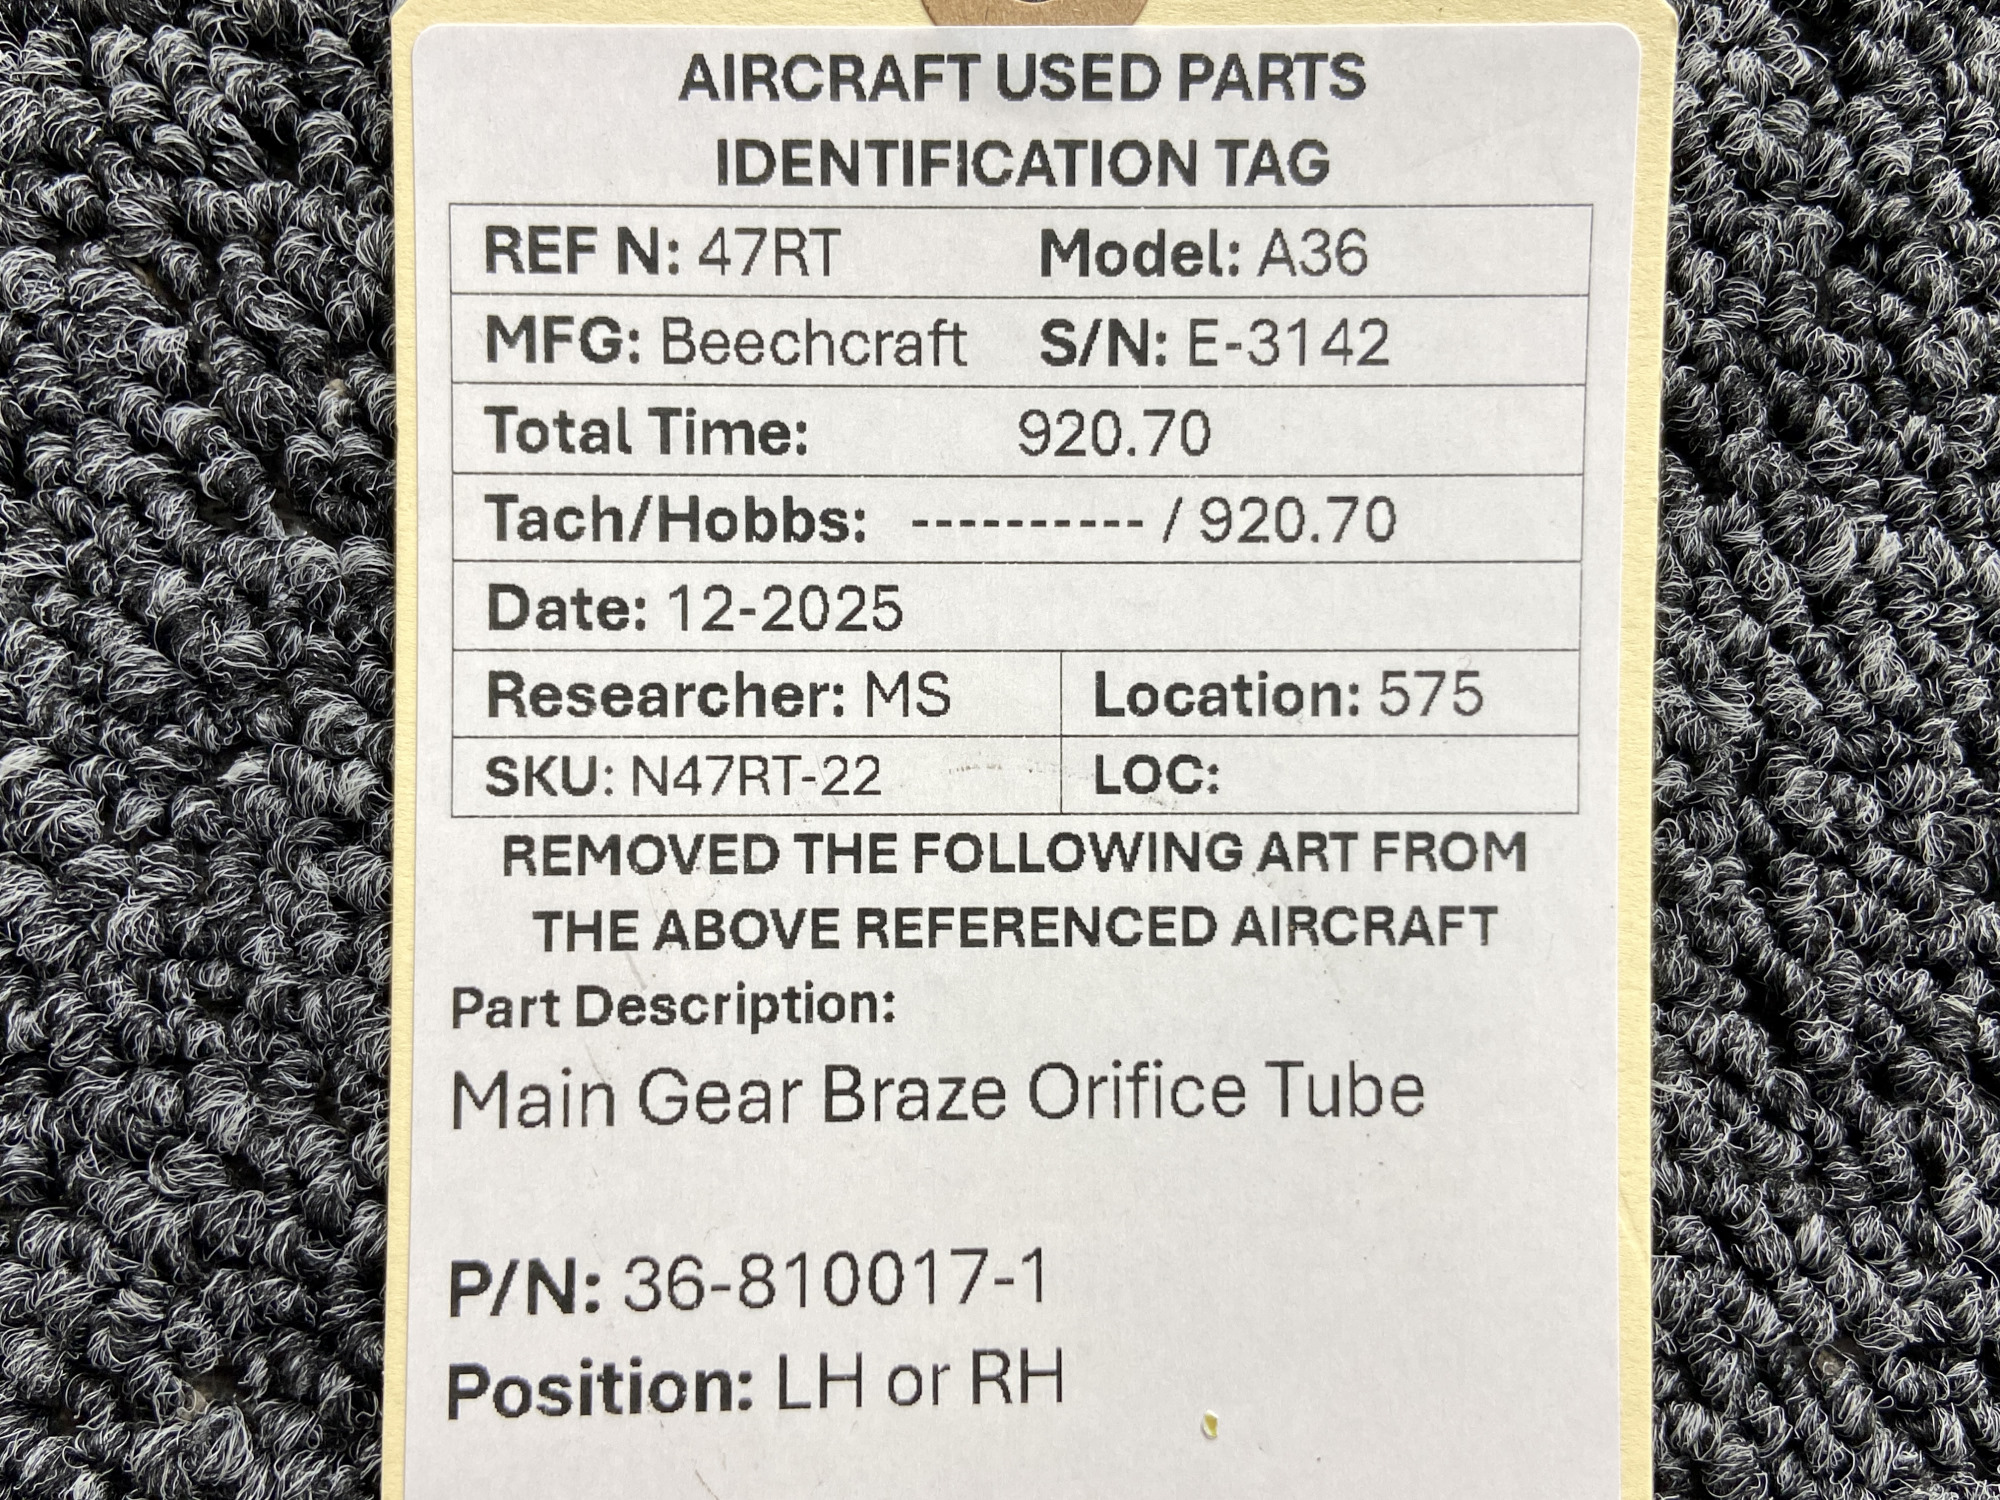 AIRCRAFT USED PARTS
IDENTIFICATION TAG
REF N: 47RT Model: A36
MFG: Beechcraft S/N: E-3142
Total Time: 920.70
Tach/Hobbs: ---------- / 920.70
Date: 12-2025
Researcher: MS Location: 575
SKU: N47RT-22 LOC:
REMOVED THE FOLLOWING ART FROM
THE ABOVE REFERENCED AIRCRAFT
Part Description:
Main Gear Braze Orifice Tube
P/N: 36-810017-1
Position: LH or RH